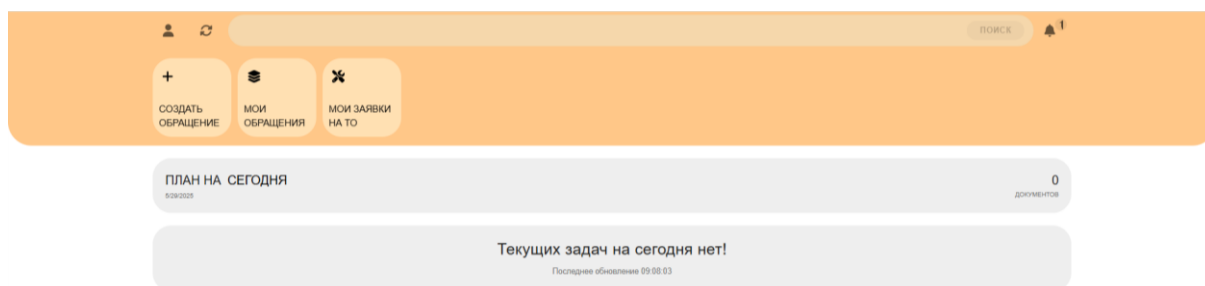 ПОИСК
1
СОЗДАТЬ
ОБРАЩЕНИЕ
МОИ
ОБРАЩЕНИЯ
МОИ ЗАЯВКИ
НА ТО
ПЛАН НА СЕГОДНЯ
5/29/2025
0
ДОКУМЕНТОВ
Текущих задач на сегодня нет!
Последнее обновление 09:08:03